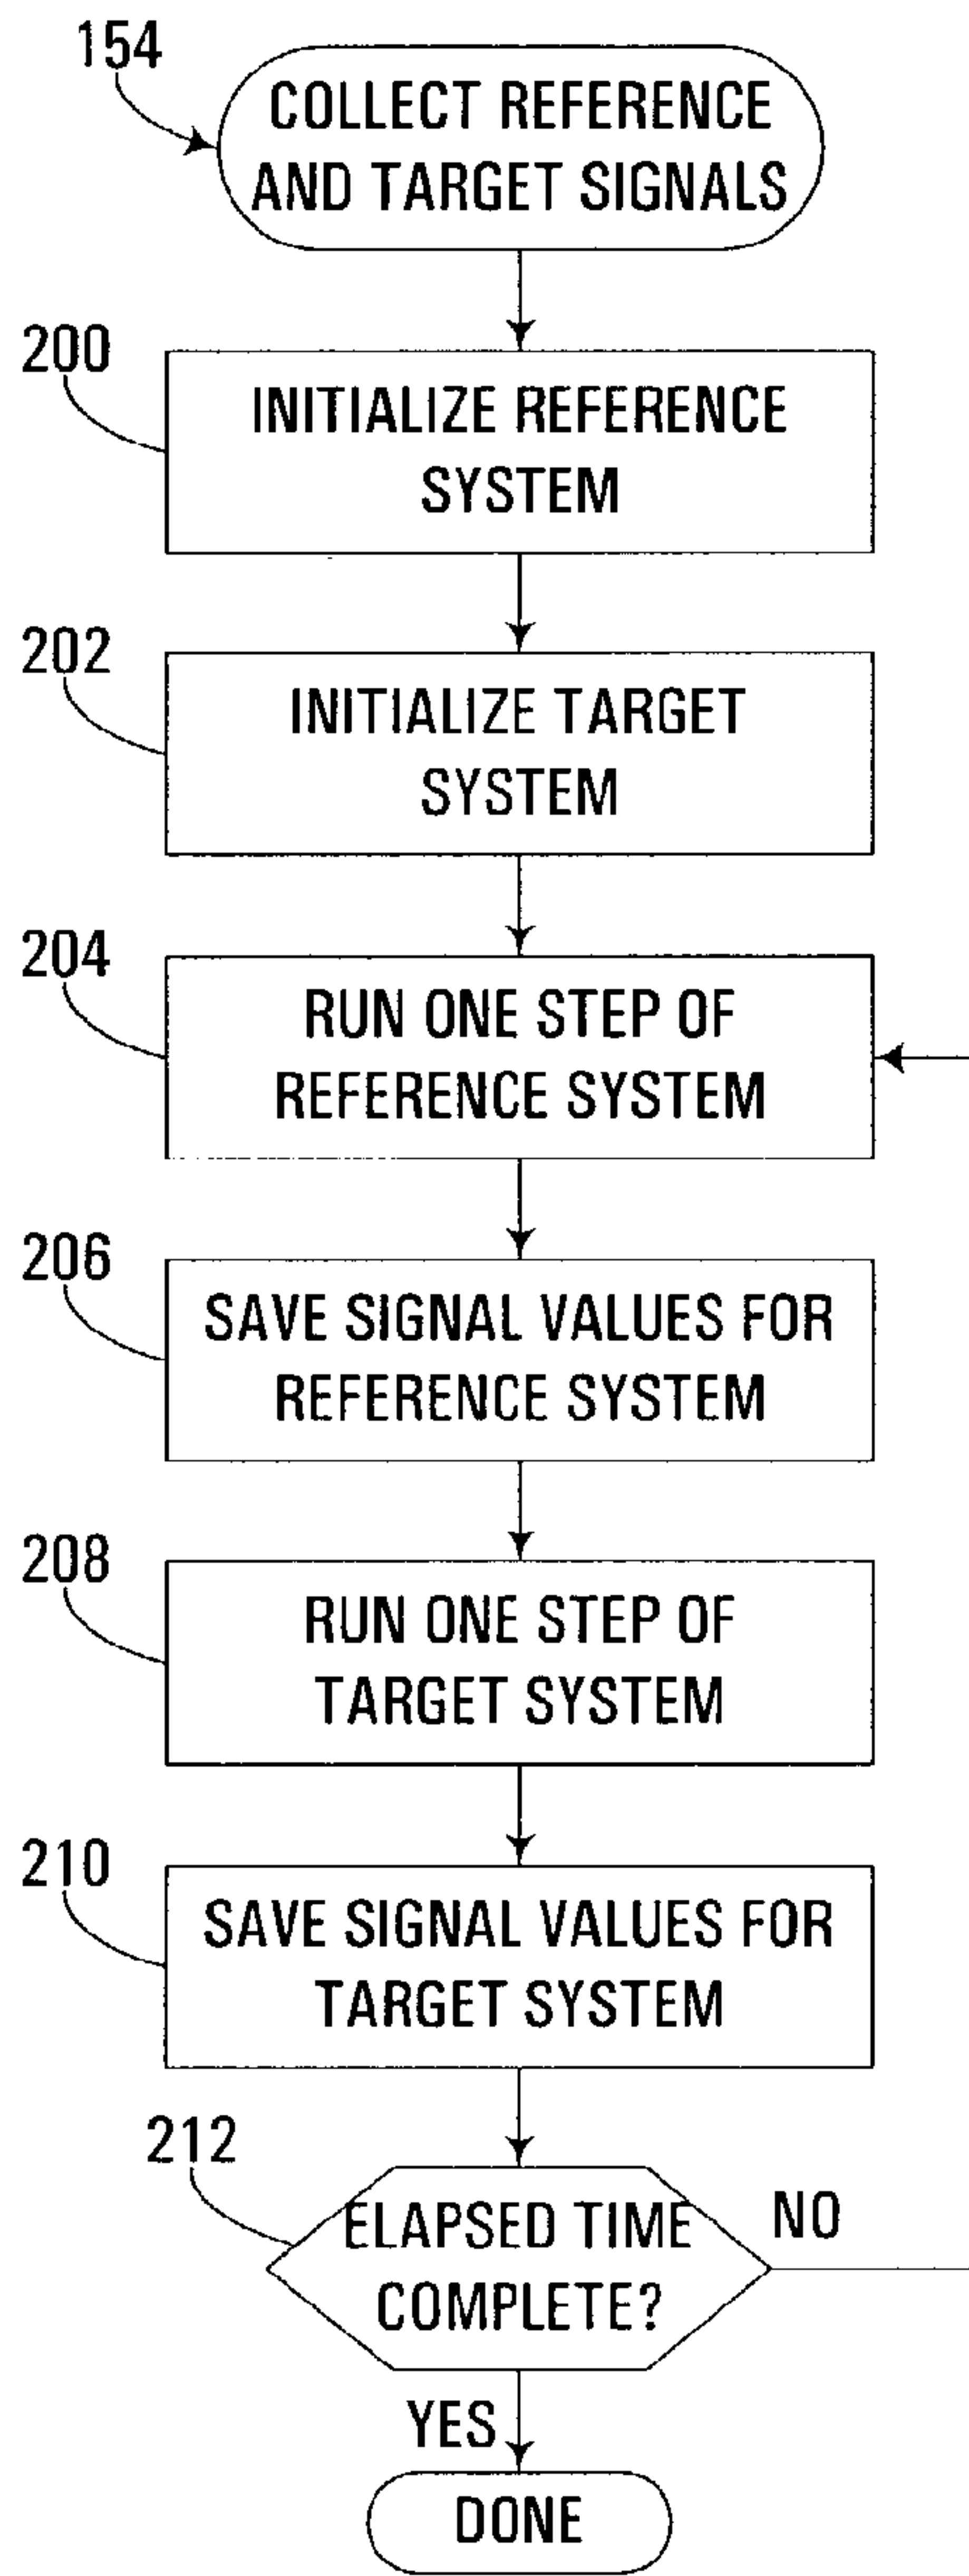 154
COLLECT REFERENCE
AND TARGET SIGNALS
200
INITIALIZE REFERENCE
SYSTEM
202
INITIALIZE TARGET
SYSTEM
204
RUN ONE STEP OF
REFERENCE SYSTEM
206
SAVE SIGNAL VALUES FOR
REFERENCE SYSTEM
208
RUN ONE STEP OF
TARGET SYSTEM
210
SAVE SIGNAL VALUES FOR
TARGET SYSTEM
212
ELAPSED TIME
COMPLETE?
NO
YES
DONE